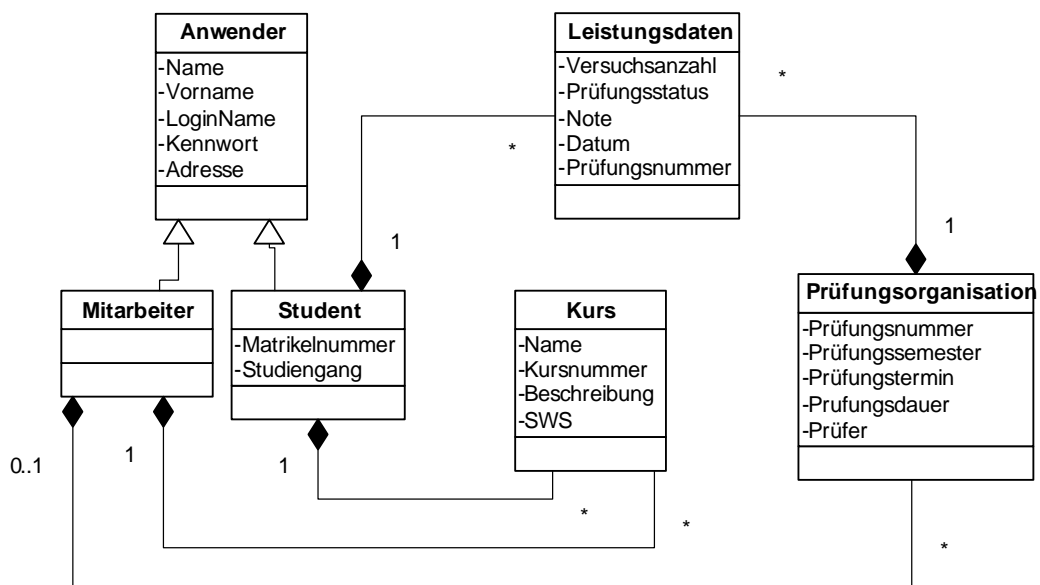 Anwender
-Name
-Vorname
-LoginName
-Kennwort
-Adresse
Leistungsdaten
-Versuchsanzahl
-Prüfungsstatus
-Note
-Datum
-Prüfungsnummer
*
*
1
1
Mitarbeiter
Student
-Matrikelnummer
-Studiengang
Kurs
-Name
-Kursnummer
-Beschreibung
-SWS
Prüfungsorganisation
-Prüfungsnummer
-Prüfungssemester
-Prüfungstermin
-Prufungsdauer
-Prüfer
0..1
1
1
*
*
*